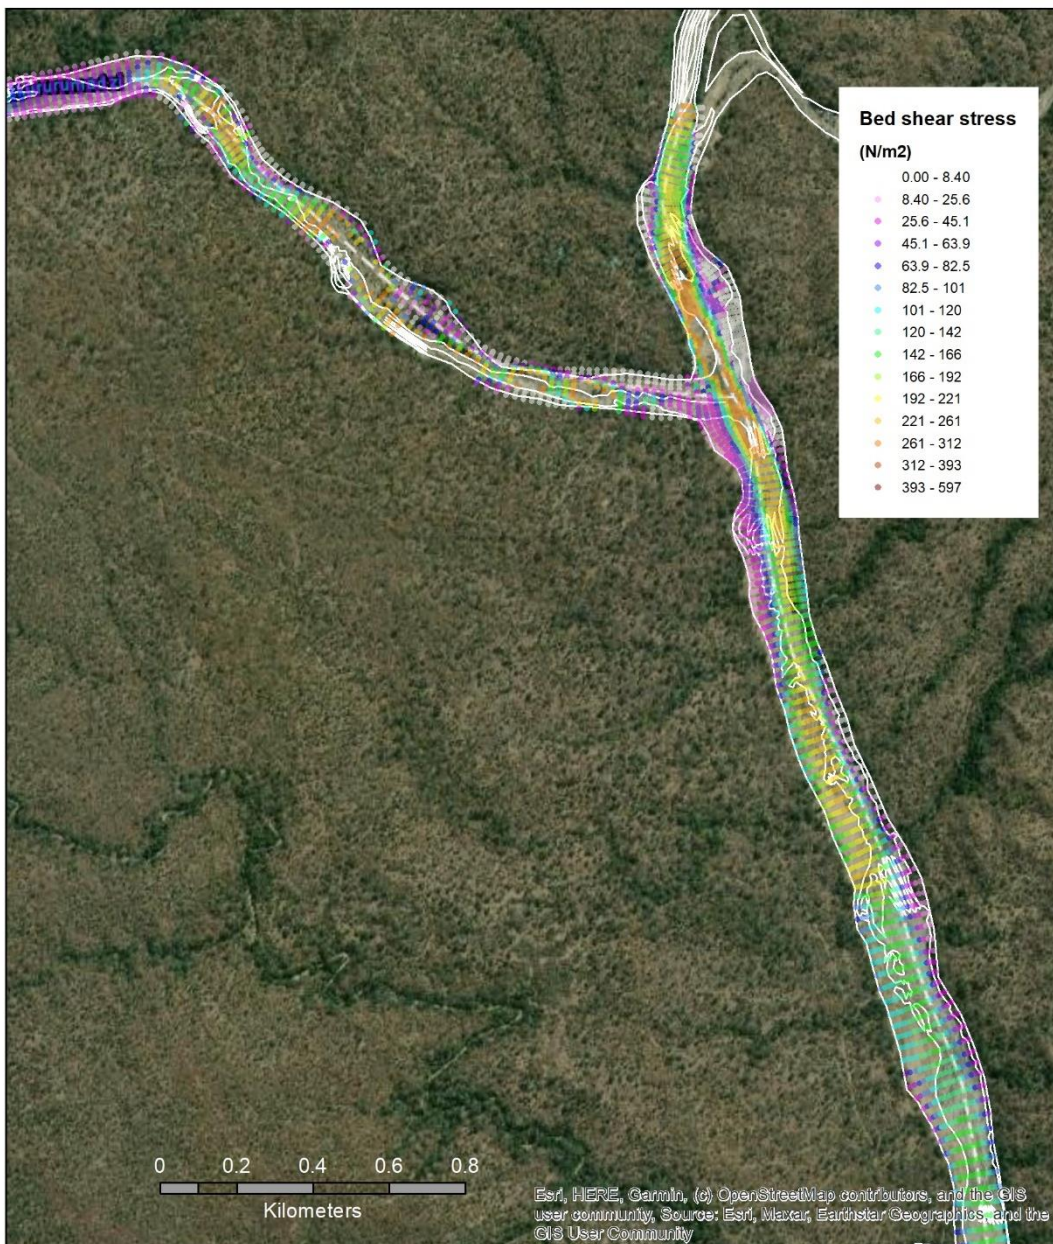 Bed shear stress
(N/m2)
0.00 - 8.40
8.40 - 25.6
25.6 - 45.1
45.1 - 63.9
63.9 - 82.5
82.5 - 101
101 - 120
120 - 142
142 - 166
166 - 192
192 - 221
221 - 261
261 - 312
312 - 393
393 - 597
0 0.2 0.4 0.6 0.8
Kilometers
Esri, HERE, Garmin, (c) OpenStreetMap contributors, and the GIS
user community, Source: Esri, Maxar, Earthstar Geographics, and the
GIS User Community